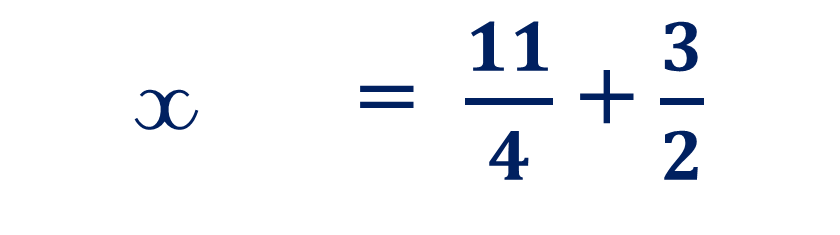 x = 11/4 + 3/2